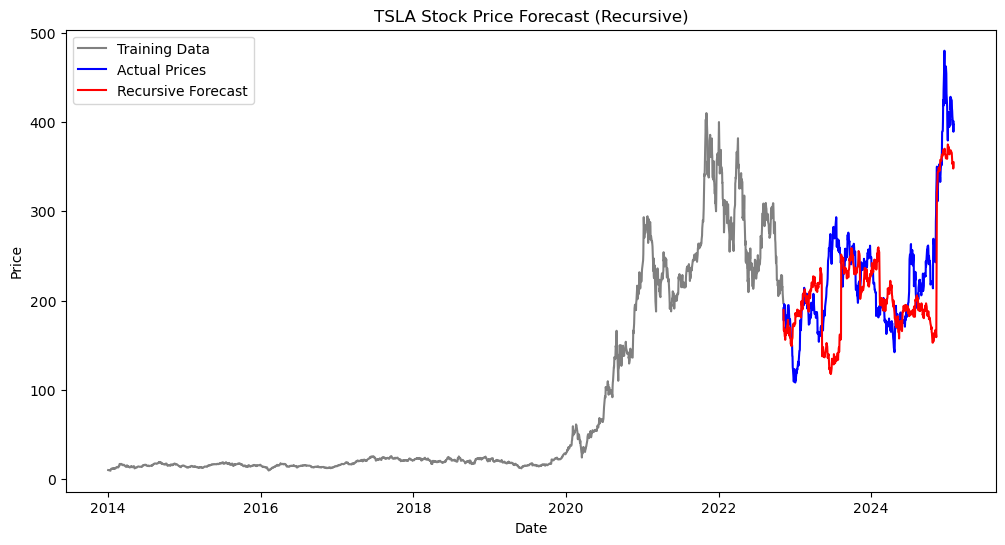 TSLA Stock Price Forecast (Recursive)
Training Data
Actual Prices
Recursive Forecast
500
400
300
200
100
0
Price
2014 2016 2018 2020 2022 2024
Date